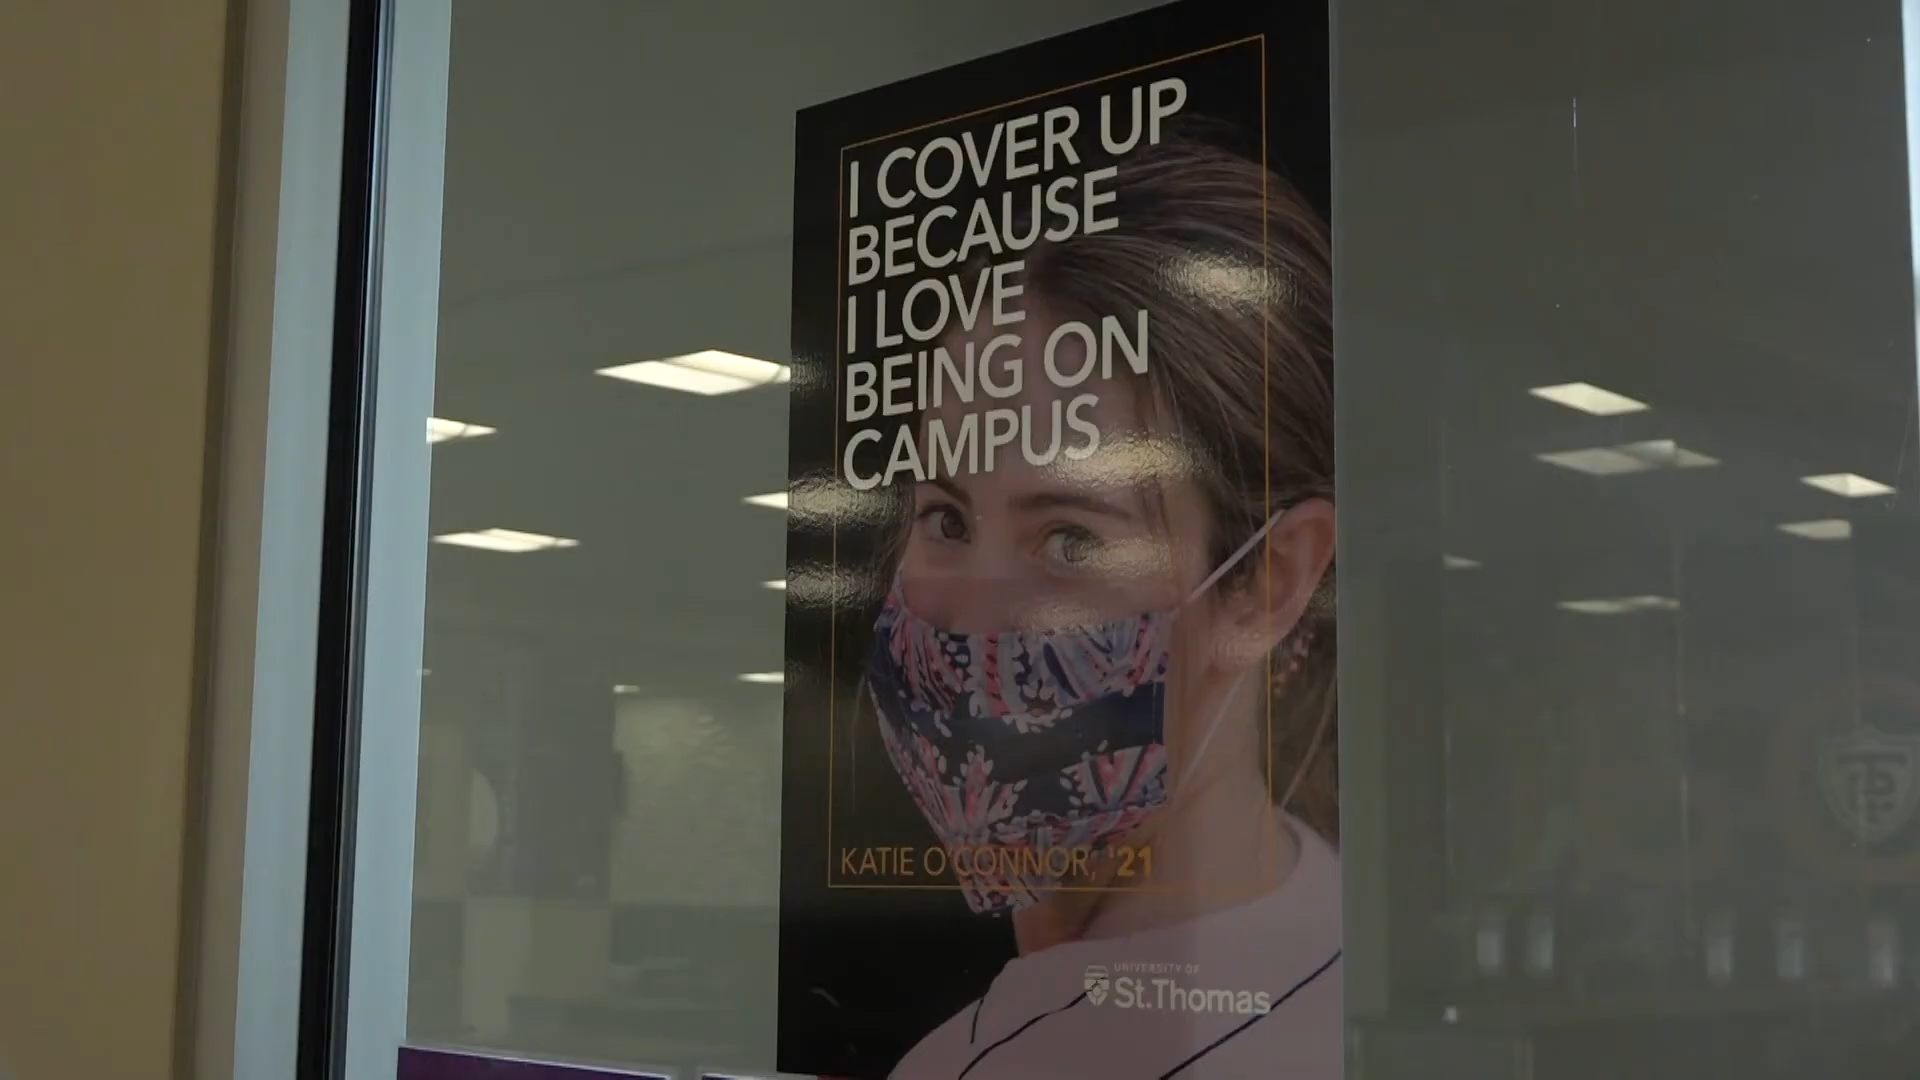 I COVER UP
BECAUSE
I LOVE
BEING ON
CAMPUS
KATIE O'CONNOR, '21
UNIVERSITY OF
St.Thomas